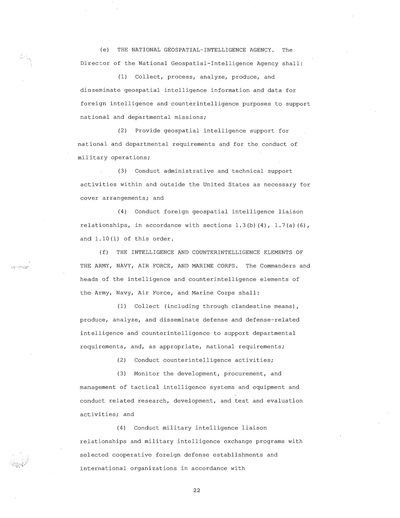 (e) THE NATIONAL GEOSPATIAL-INTELLIGENCE AGENCY. The
Director of the National Geospatial-Intelligence Agency shall:
(1) Collect, process, analyze, produce, and
disseminate geospatial intelligence information and data for
foreign intelligence and counterintelligence purposes to support
national and departmental missions;
(2) Provide geospatial intelligence support for
national and departmental requirements and for the conduct of
military operations;
(3) Conduct administrative and technical support
activities within and outside the United States as necessary for
cover arrangements; and
(4) Conduct foreign geospatial intelligence liaison
relationships, in accordance with sections 1.3(b)(4), 1.7(a)(6),
and 1.10(i) of this order.
(f) THE INTELLIGENCE AND COUNTERINTELLIGENCE ELEMENTS OF
THE ARMY, NAVY, AIR FORCE, AND MARINE CORPS. The Commanders and
heads of the intelligence and counterintelligence elements of
the Army, Navy, Air Force, and Marine Corps shall:
(1) Collect (including through clandestine means),
produce, analyze, and disseminate defense and defense-related
intelligence and counterintelligence to support departmental
requirements, and, as appropriate, national requirements;
(2) Conduct counterintelligence activities;
(3) Monitor the development, procurement, and
management of tactical intelligence systems and equipment and
conduct related research, development, and test and evaluation
activities; and
(4) Conduct military intelligence liaison
relationships and military intelligence exchange programs with
selected cooperative foreign defense establishments and
international organizations in accordance with
22